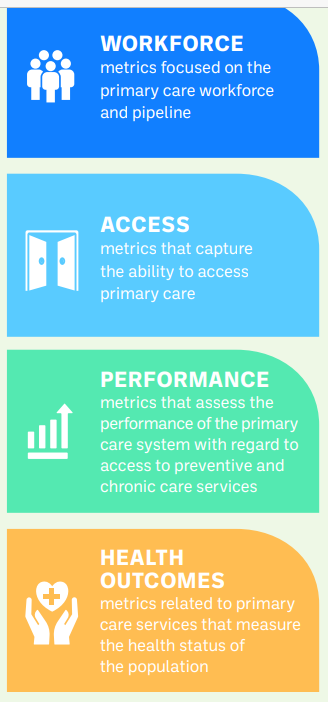 WORKFORCE
metrics focused on the
primary care workforce
and pipeline
ACCESS
metrics that capture
the ability to access
primary care
PERFORMANCE
metrics that assess the
performance of the primary
care system with regard to
access to preventive and
chronic care services
HEALTH
OUTCOMES
metrics related to primary
care services that measure
the health status of
the population